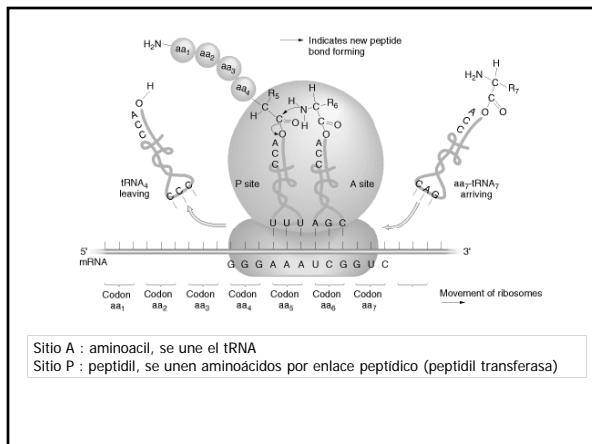 H₂N
aa₁
aa₂
aa₃
aa₄
Indicates new peptide
bond forming
H
R₅
C
C
O
O
A
C
C
H
N
H
H
C
R₆
C
O
O
A
C
C
H
O
A
C
C
tRNA₄
leaving
C C C
P site
A site
U U U A G C
H
H₂N
C
R₇
C
O
O
A
C
C
C A G
aa₇-tRNA₇
arriving
5'
mRNA
3'
G G G A A A U C G G U C
Codon
aa₁
Codon
aa₂
Codon
aa₃
Codon
aa₄
Codon
aa₅
Codon
aa₆
Codon
aa₇
Movement of ribosomes
Sitio A : aminoacil, se une el tRNA
Sitio P : peptidil, se unen aminoácidos por enlace peptídico (peptidil transferasa)